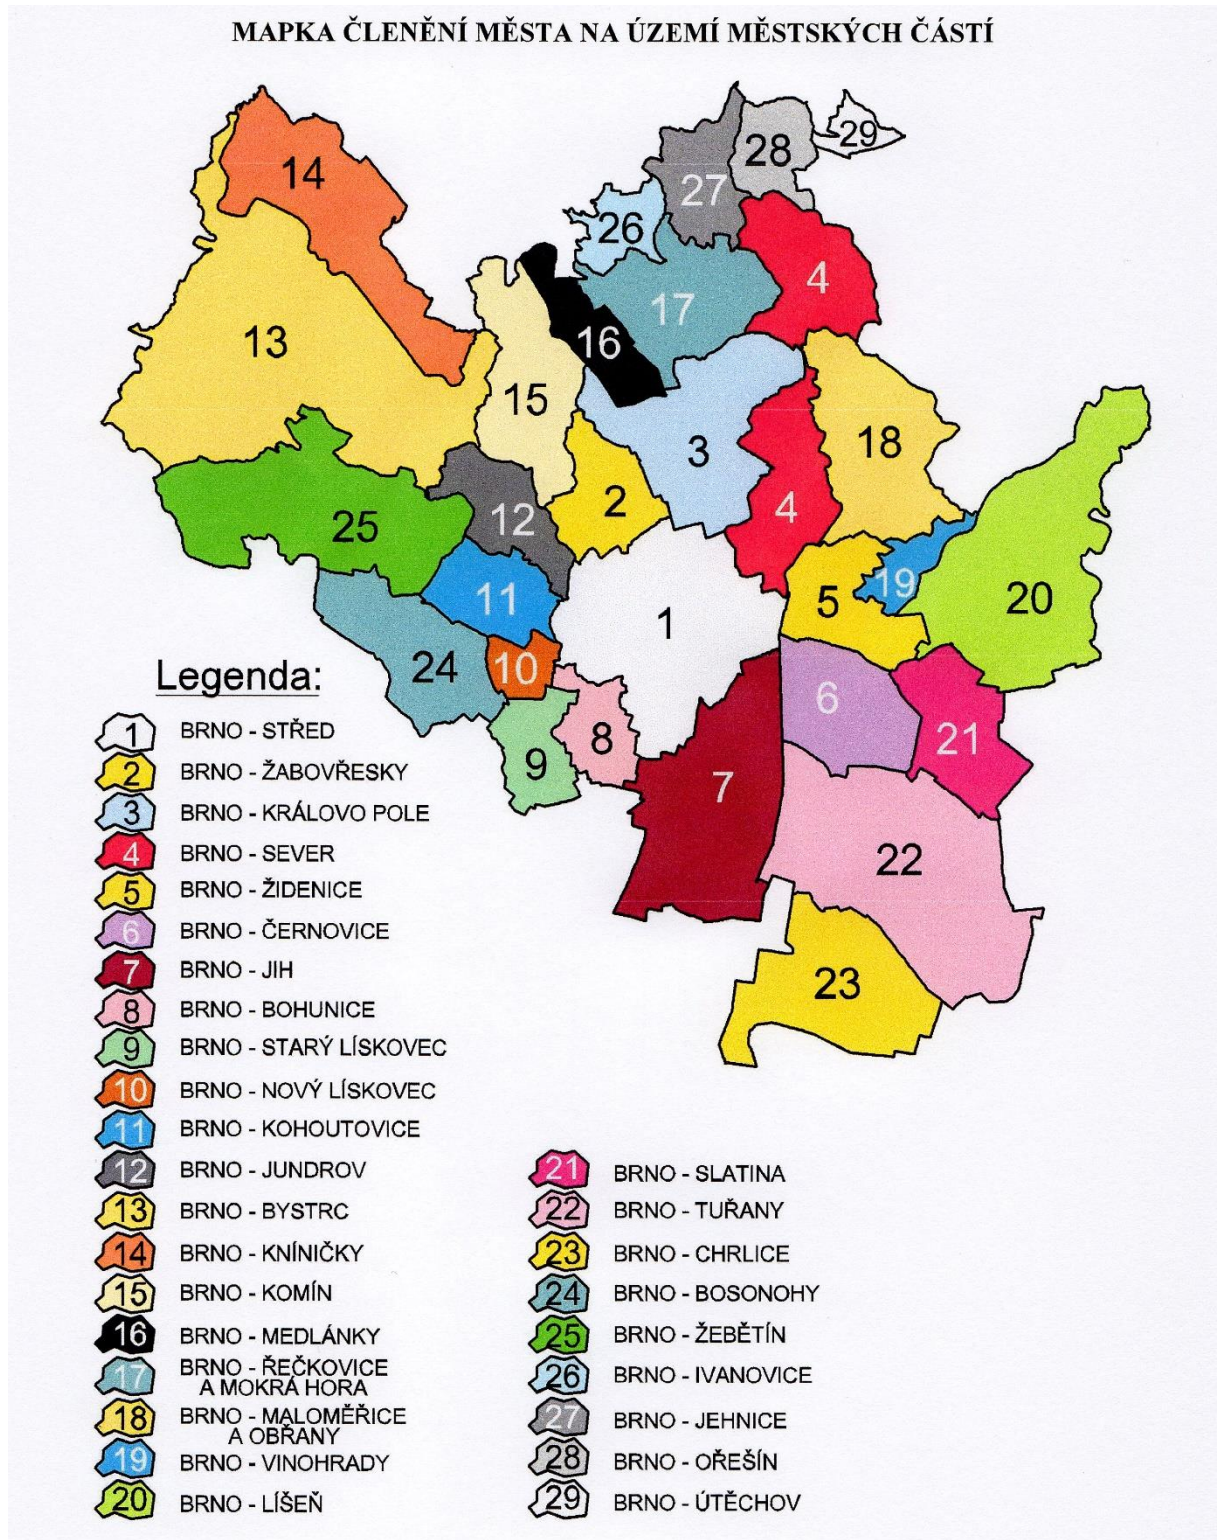 MAPKA ČLENĚNÍ MĚSTA NA ÚZEMÍ MĚSTSKÝCH ČÁSTÍ
14
28
29
27
26
4
17
13
16
15
3
18
2
4
12
25
11
19
5
20
1
24
10
6
8
21
9
7
22
23
Legenda:
1 BRNO - STŘED
2 BRNO - ŽABOVŘESKY
3 BRNO - KRÁLOVO POLE
4 BRNO - SEVER
5 BRNO - ŽIDENICE
6 BRNO - ČERNOVICE
7 BRNO - JIH
8 BRNO - BOHUNICE
9 BRNO - STARÝ LÍSKOVEC
10 BRNO - NOVÝ LÍSKOVEC
11 BRNO - KOHOUTOVICE
12 BRNO - JUNDROV
13 BRNO - BYSTRC
14 BRNO - KNÍNIČKY
15 BRNO - KOMÍN
16 BRNO - MEDLÁNKY
17 BRNO - ŘEČKOVICE
A MOKRÁ HORA
18 BRNO - MALOMĚŘICE
A OBŘANY
19 BRNO - VINOHRADY
20 BRNO - LÍŠEŇ
21 BRNO - SLATINA
22 BRNO - TUŘANY
23 BRNO - CHRLICE
24 BRNO - BOSONOHY
25 BRNO - ŽEBĚTÍN
26 BRNO - IVANOVICE
27 BRNO - JEHNICE
28 BRNO - OŘEŠÍN
29 BRNO - ÚTĚCHOV